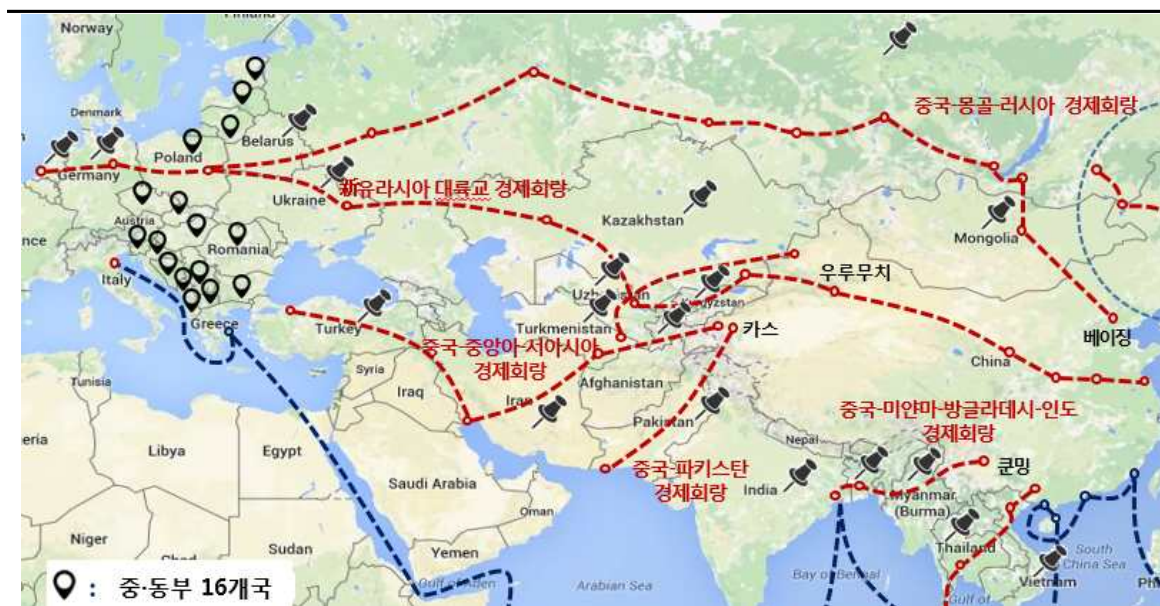 Norway
Denmark
Belarus
Poland
Germany
Ukraine
Austria
Romania
Italy
Greece
Turkey
Kazakhstan
Mongolia
Uzbekistan
Kyrgyzstan
Turkmenistan
중국-몽골-러시아 경제회랑
新유라시아 대륙교 경제회랑
우루무치
베이징
카스
중국-중앙아-서아시아
경제회랑
China
Tunisia
Syria
Iraq
Iran
Afghanistan
Pakistan
중국-미얀마-방글라데시-인도
경제회랑
Nepal
쿤밍
중국-파키스탄
경제회랑
India
Libya
Egypt
Saudi Arabia
Oman
Myanmar
(Burma)
Niger
Sudan
Yemen
Thailand
Vietnam
South
China Sea
Gulf of Aden
Arabian Sea
Bay of Bengal
Gulf of
: 중·동부 16개국